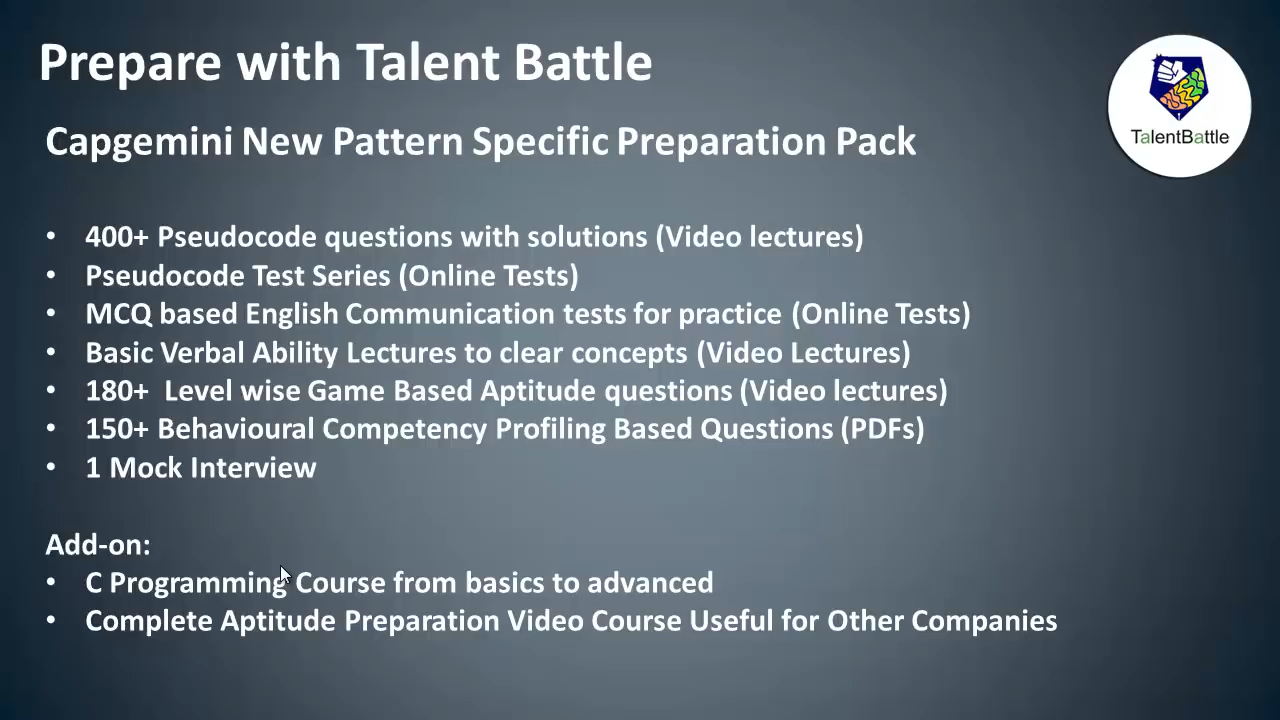 Prepare with Talent Battle
TalentBattle
Capgemini New Pattern Specific Preparation Pack
• 400+ Pseudocode questions with solutions (Video lectures)
• Pseudocode Test Series (Online Tests)
• MCQ based English Communication tests for practice (Online Tests)
• Basic Verbal Ability Lectures to clear concepts (Video Lectures)
• 180+  Level wise Game Based Aptitude questions (Video lectures)
• 150+ Behavioural Competency Profiling Based Questions (PDFs)
• 1 Mock Interview
Add-on:
• C Programming Course from basics to advanced
• Complete Aptitude Preparation Video Course Useful for Other Companies